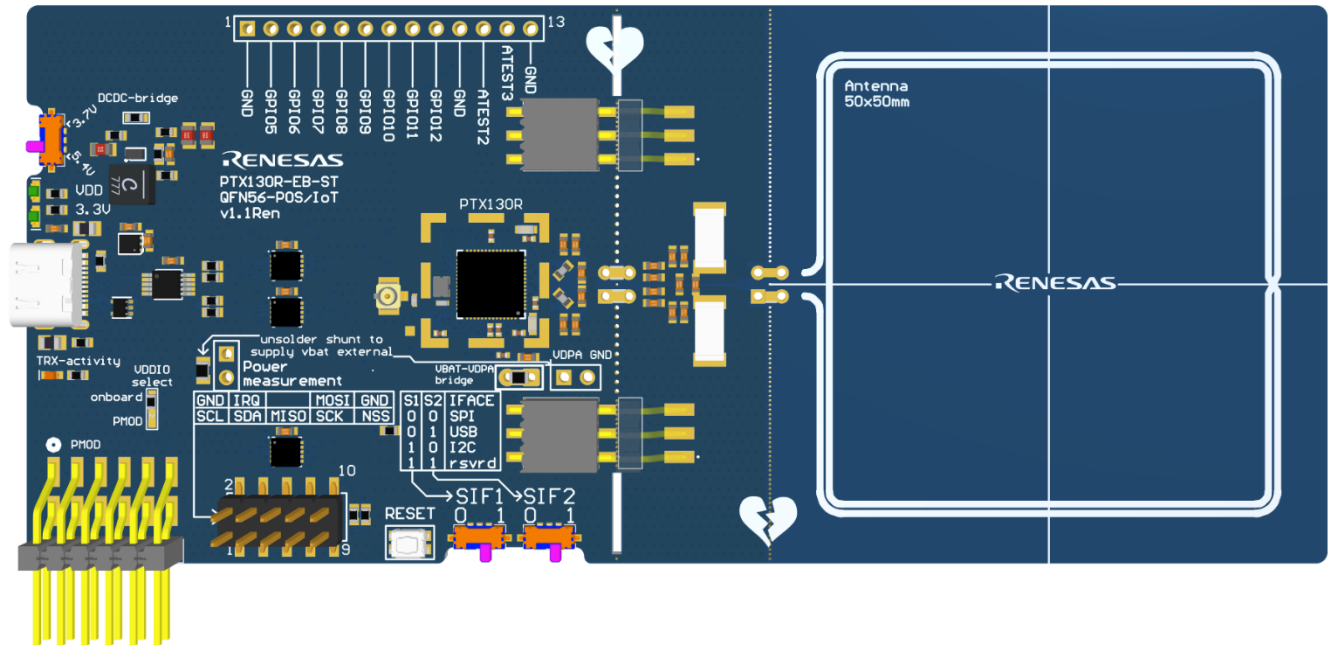 1
13
GND
GPIO5
GPIO6
GPIO7
GPIO8
GPIO9
GPIO10
GPIO11
GPIO12
GND
ATEST2
ATEST3
GND
DCDC-bridge
3.7V
5.4V
VDD
3.3V
C
777
RENESAS
PTX130R-EB-ST
QFN56-POS/IoT
v1.1Ren
PTX130R
Antenna
50x50mm
RENESAS
unsolder shunt to
supply vbat external
Power
measurement
VBAT-VDPA
bridge
VDPA GND
TRX-activity
VDDIO
select
onboard
PMOD
PMOD
GND IRQ MOSI GND
SCL SDA MISO SCK NSS
S1 S2 IFACE
0 0 SPI
0 1 USB
1 0 I2C
1 1 rsvrd
2
10
1
9
RESET
SIF1
0 1
SIF2
0 1